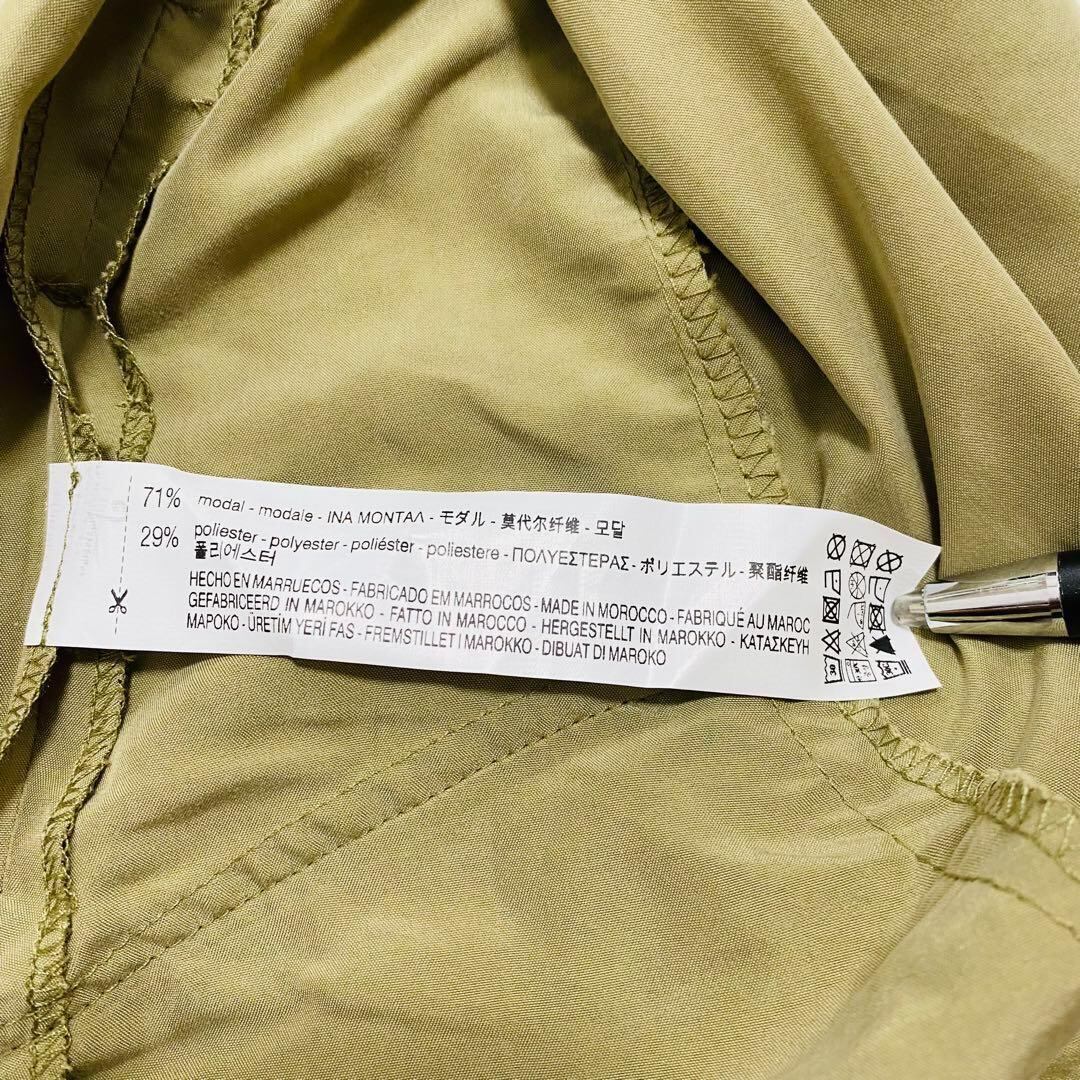 71% modal - modale - INA MONTAΛ - モダル - 莫代尔纤维 - 모달
29% poliester - polyester - poliéster - poliestere - ΠΟΛΥΕΣΤΕΡΑΣ - ポリエステル - 聚酯纤维
폴리에스터
HECHO EN MARRUECOS - FABRICADO EM MARROCOS - MADE IN MOROCCO - FABRIQUÉ AU MAROC
GEFABRICEERD IN MAROKKO - FATTO IN MAROCCO - HERGESTELLT IN MAROKKO - ΚΑΤΑΣΚΕΥΗ
ΜΑΡΟΚΟ - ÜRETİM YERİ FAS - FREMSTILLET I MAROKKO - DIBUAT DI MAROKO